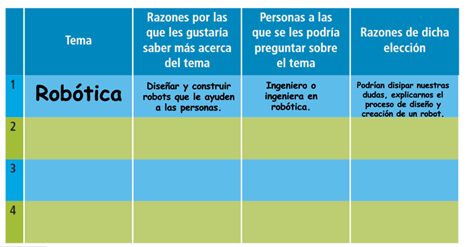 Tema
Razones por las
que les gustaría
saber más acerca
del tema
Personas a las
que se les podría
preguntar sobre
el tema
Razones de dicha
elección
1
Robótica
Diseñar y construir
robots que le ayuden
a las personas.
Ingeniero o
ingeniera en
robótica.
Podrían disipar nuestras
dudas, explicarnos el
proceso de diseño y
creación de un robot.
2
3
4